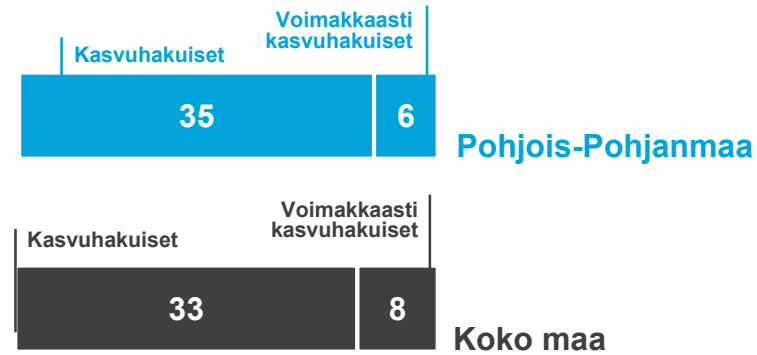 Voimakkaasti
kasvuhakuiset
Kasvuhakuiset
35 6
Pohjois-Pohjanmaa
Voimakkaasti
kasvuhakuiset
Kasvuhakuiset
33 8
Koko maa